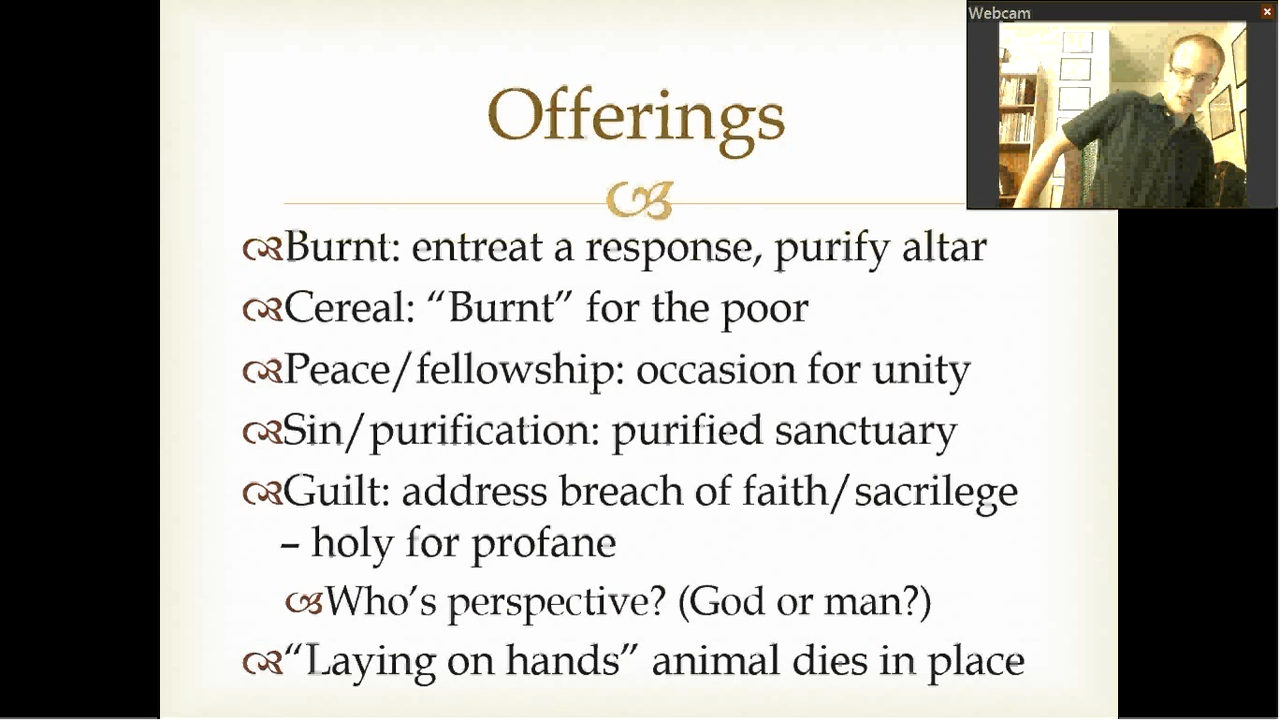 Webcam
Offerings
Burnt: entreat a response, purify altar
Cereal: “Burnt” for the poor
Peace/fellowship: occasion for unity
Sin/purification: purified sanctuary
Guilt: address breach of faith/sacrilege
– holy for profane
Who’s perspective? (God or man?)
“Laying on hands” animal dies in place